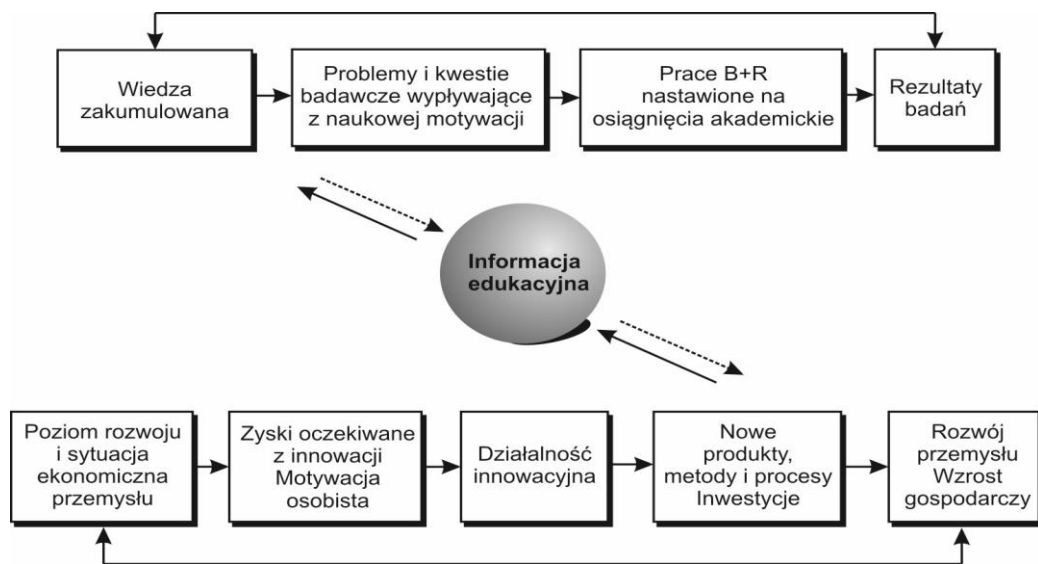 Wiedza
zakumulowana
Problemy i kwestie
badawcze wypływające
z naukowej motywacji
Prace B+R
nastawione na
osiągnięcia akademickie
Rezultaty
badań
Informacja
edukacyjna
Poziom rozwoju
i sytuacja
ekonomiczna
przemysłu
Zyski oczekiwane
z innowacji
Motywacja
osobista
Działalność
innowacyjna
Nowe
produkty,
metody i procesy
Inwestycje
Rozwój
przemysłu
Wzrost
gospodarczy